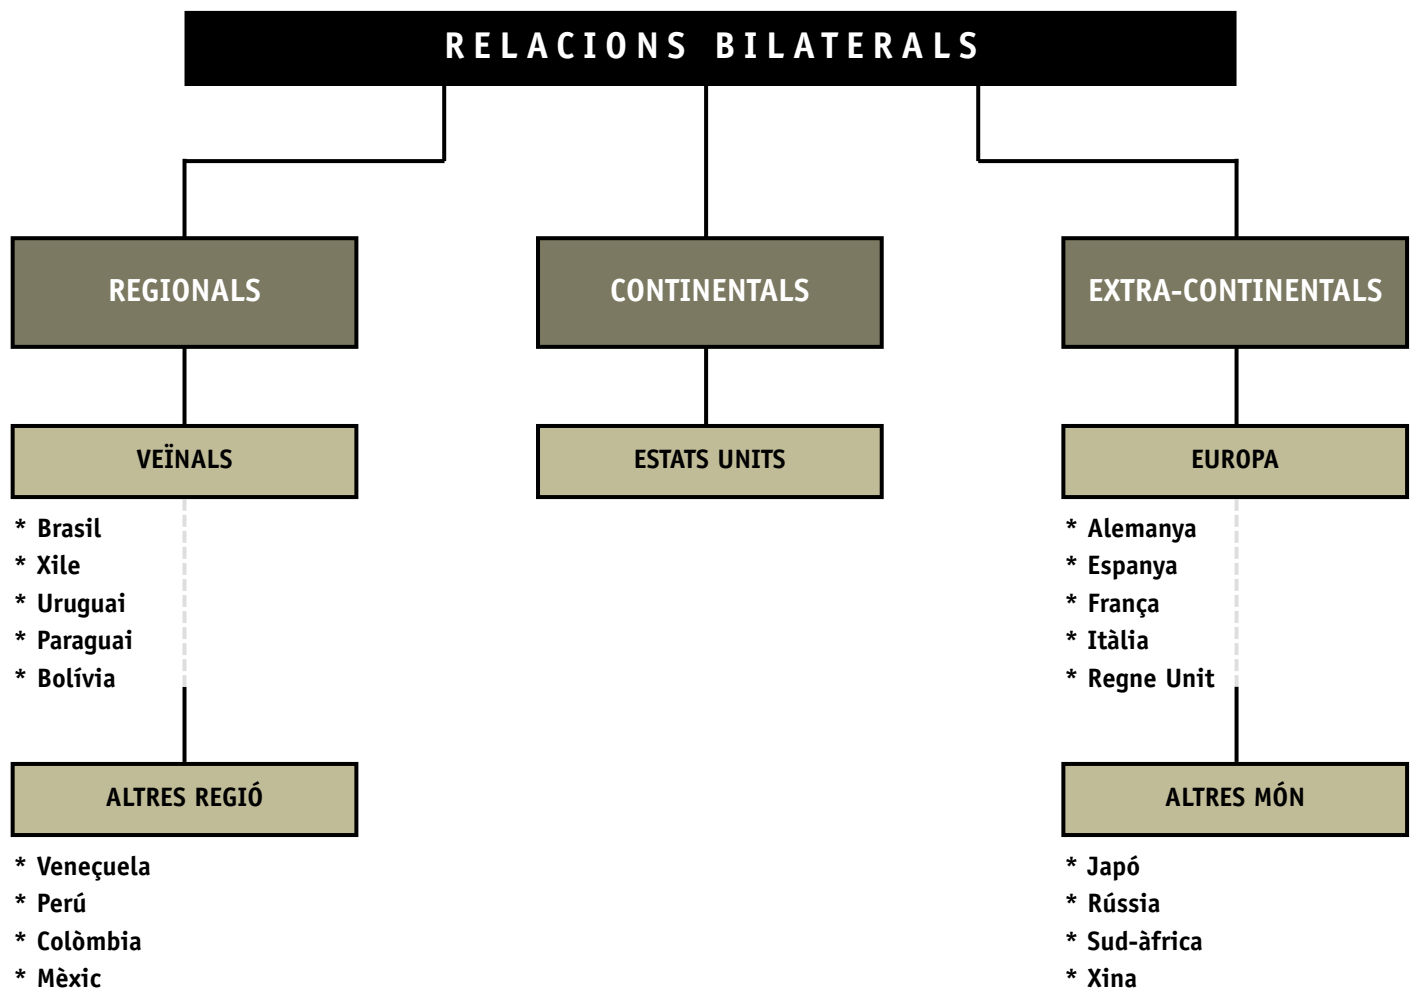 RELACIONS BILATERALS
REGIONALS
CONTINENTALS
EXTRA-CONTINENTALS
VEÏNALS
ESTATS UNITS
EUROPA
* Brasil
* Xile
* Uruguai
* Paraguai
* Bolívia
* Alemanya
* Espanya
* França
* Itàlia
* Regne Unit
ALTRES REGIÓ
ALTRES MÓN
* Veneçuela
* Perú
* Colòmbia
* Mèxic
* Japó
* Rússia
* Sud-àfrica
* Xina